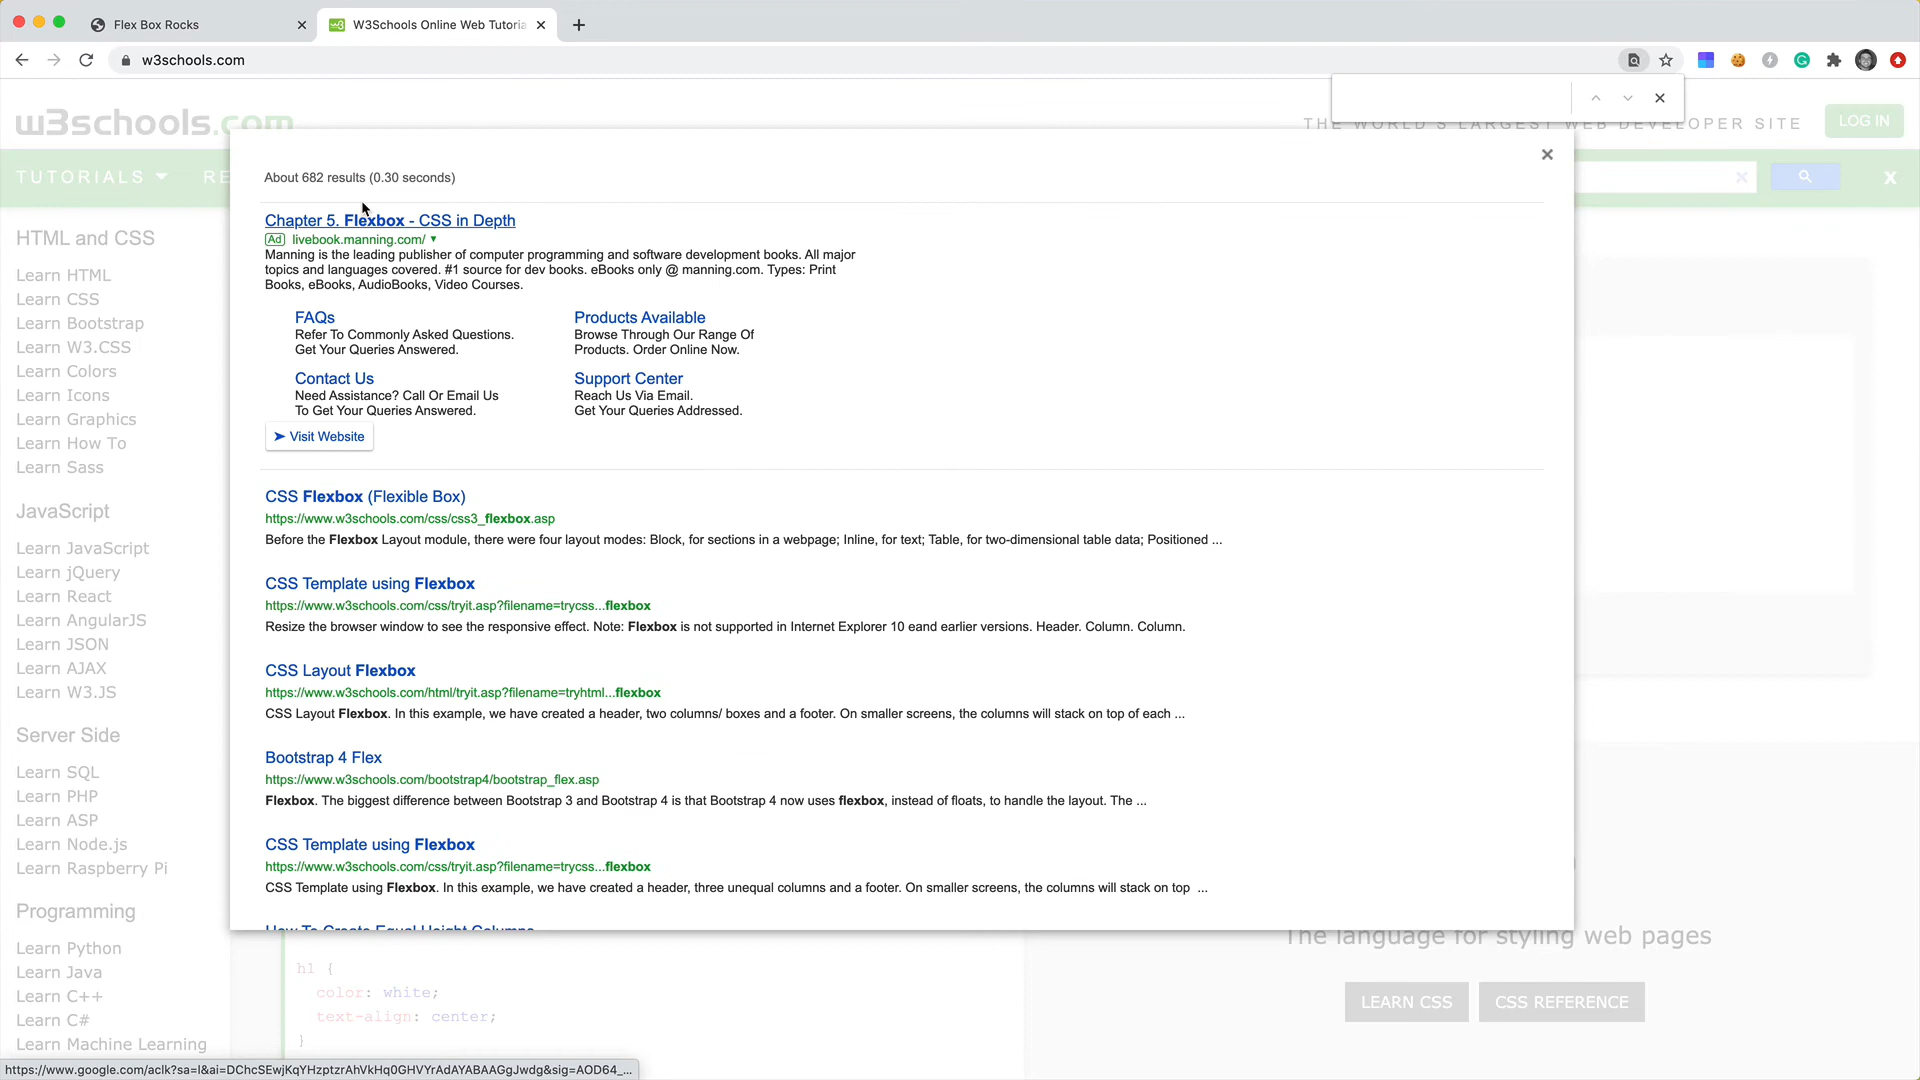 Flex Box Rocks
W3Schools Online Web Tutoria
w3schools.com
w3schools.com
THE WORLD'S LARGEST WEB DEVELOPER SITE
LOG IN
TUTORIALS
RE
X
HTML and CSS
Learn HTML
Learn CSS
Learn Bootstrap
Learn W3.CSS
Learn Colors
Learn Icons
Learn Graphics
Learn How To
Learn Sass
JavaScript
Learn JavaScript
Learn jQuery
Learn React
Learn AngularJS
Learn JSON
Learn AJAX
Learn W3.JS
Server Side
Learn SQL
Learn PHP
Learn ASP
Learn Node.js
Learn Raspberry Pi
Programming
Learn Python
Learn Java
Learn C++
Learn C#
Learn Machine Learning
About 682 results (0.30 seconds)
Chapter 5. Flexbox - CSS in Depth
Ad livebook.manning.com/
Manning is the leading publisher of computer programming and software development books. All major
topics and languages covered. #1 source for dev books. eBooks only @ manning.com. Types: Print
Books, eBooks, AudioBooks, Video Courses.
FAQs
Refer To Commonly Asked Questions.
Get Your Queries Answered.
Products Available
Browse Through Our Range Of
Products. Order Online Now.
Contact Us
Need Assistance? Call Or Email Us
To Get Your Queries Answered.
Support Center
Reach Us Via Email.
Get Your Queries Addressed.
Visit Website
CSS Flexbox (Flexible Box)
https://www.w3schools.com/css/css3_flexbox.asp
Before the Flexbox Layout module, there were four layout modes: Block, for sections in a webpage; Inline, for text; Table, for two-dimensional table data; Positioned ...
CSS Template using Flexbox
https://www.w3schools.com/css/tryit.asp?filename=trycss...flexbox
Resize the browser window to see the responsive effect. Note: Flexbox is not supported in Internet Explorer 10 eand earlier versions. Header. Column. Column.
CSS Layout Flexbox
https://www.w3schools.com/html/tryit.asp?filename=tryhtml...flexbox
CSS Layout Flexbox. In this example, we have created a header, two columns/ boxes and a footer. On smaller screens, the columns will stack on top of each ...
Bootstrap 4 Flex
https://www.w3schools.com/bootstrap4/bootstrap_flex.asp
Flexbox. The biggest difference between Bootstrap 3 and Bootstrap 4 is that Bootstrap 4 now uses flexbox, instead of floats, to handle the layout. The ...
CSS Template using Flexbox
https://www.w3schools.com/css/tryit.asp?filename=trycss...flexbox
CSS Template using Flexbox. In this example, we have created a header, three unequal columns and a footer. On smaller screens, the columns will stack on top ...
How To Create Equal Height Columns
The language for styling web pages
h1 {
color: white;
text-align: center;
}
LEARN CSS
CSS REFERENCE
https://www.google.com/aclk?sa=l&ai=DChcSEwjKqYHzptzrAhVkHq0GHVYrAdAYABAAGgJwdg&sig=AOD64_...